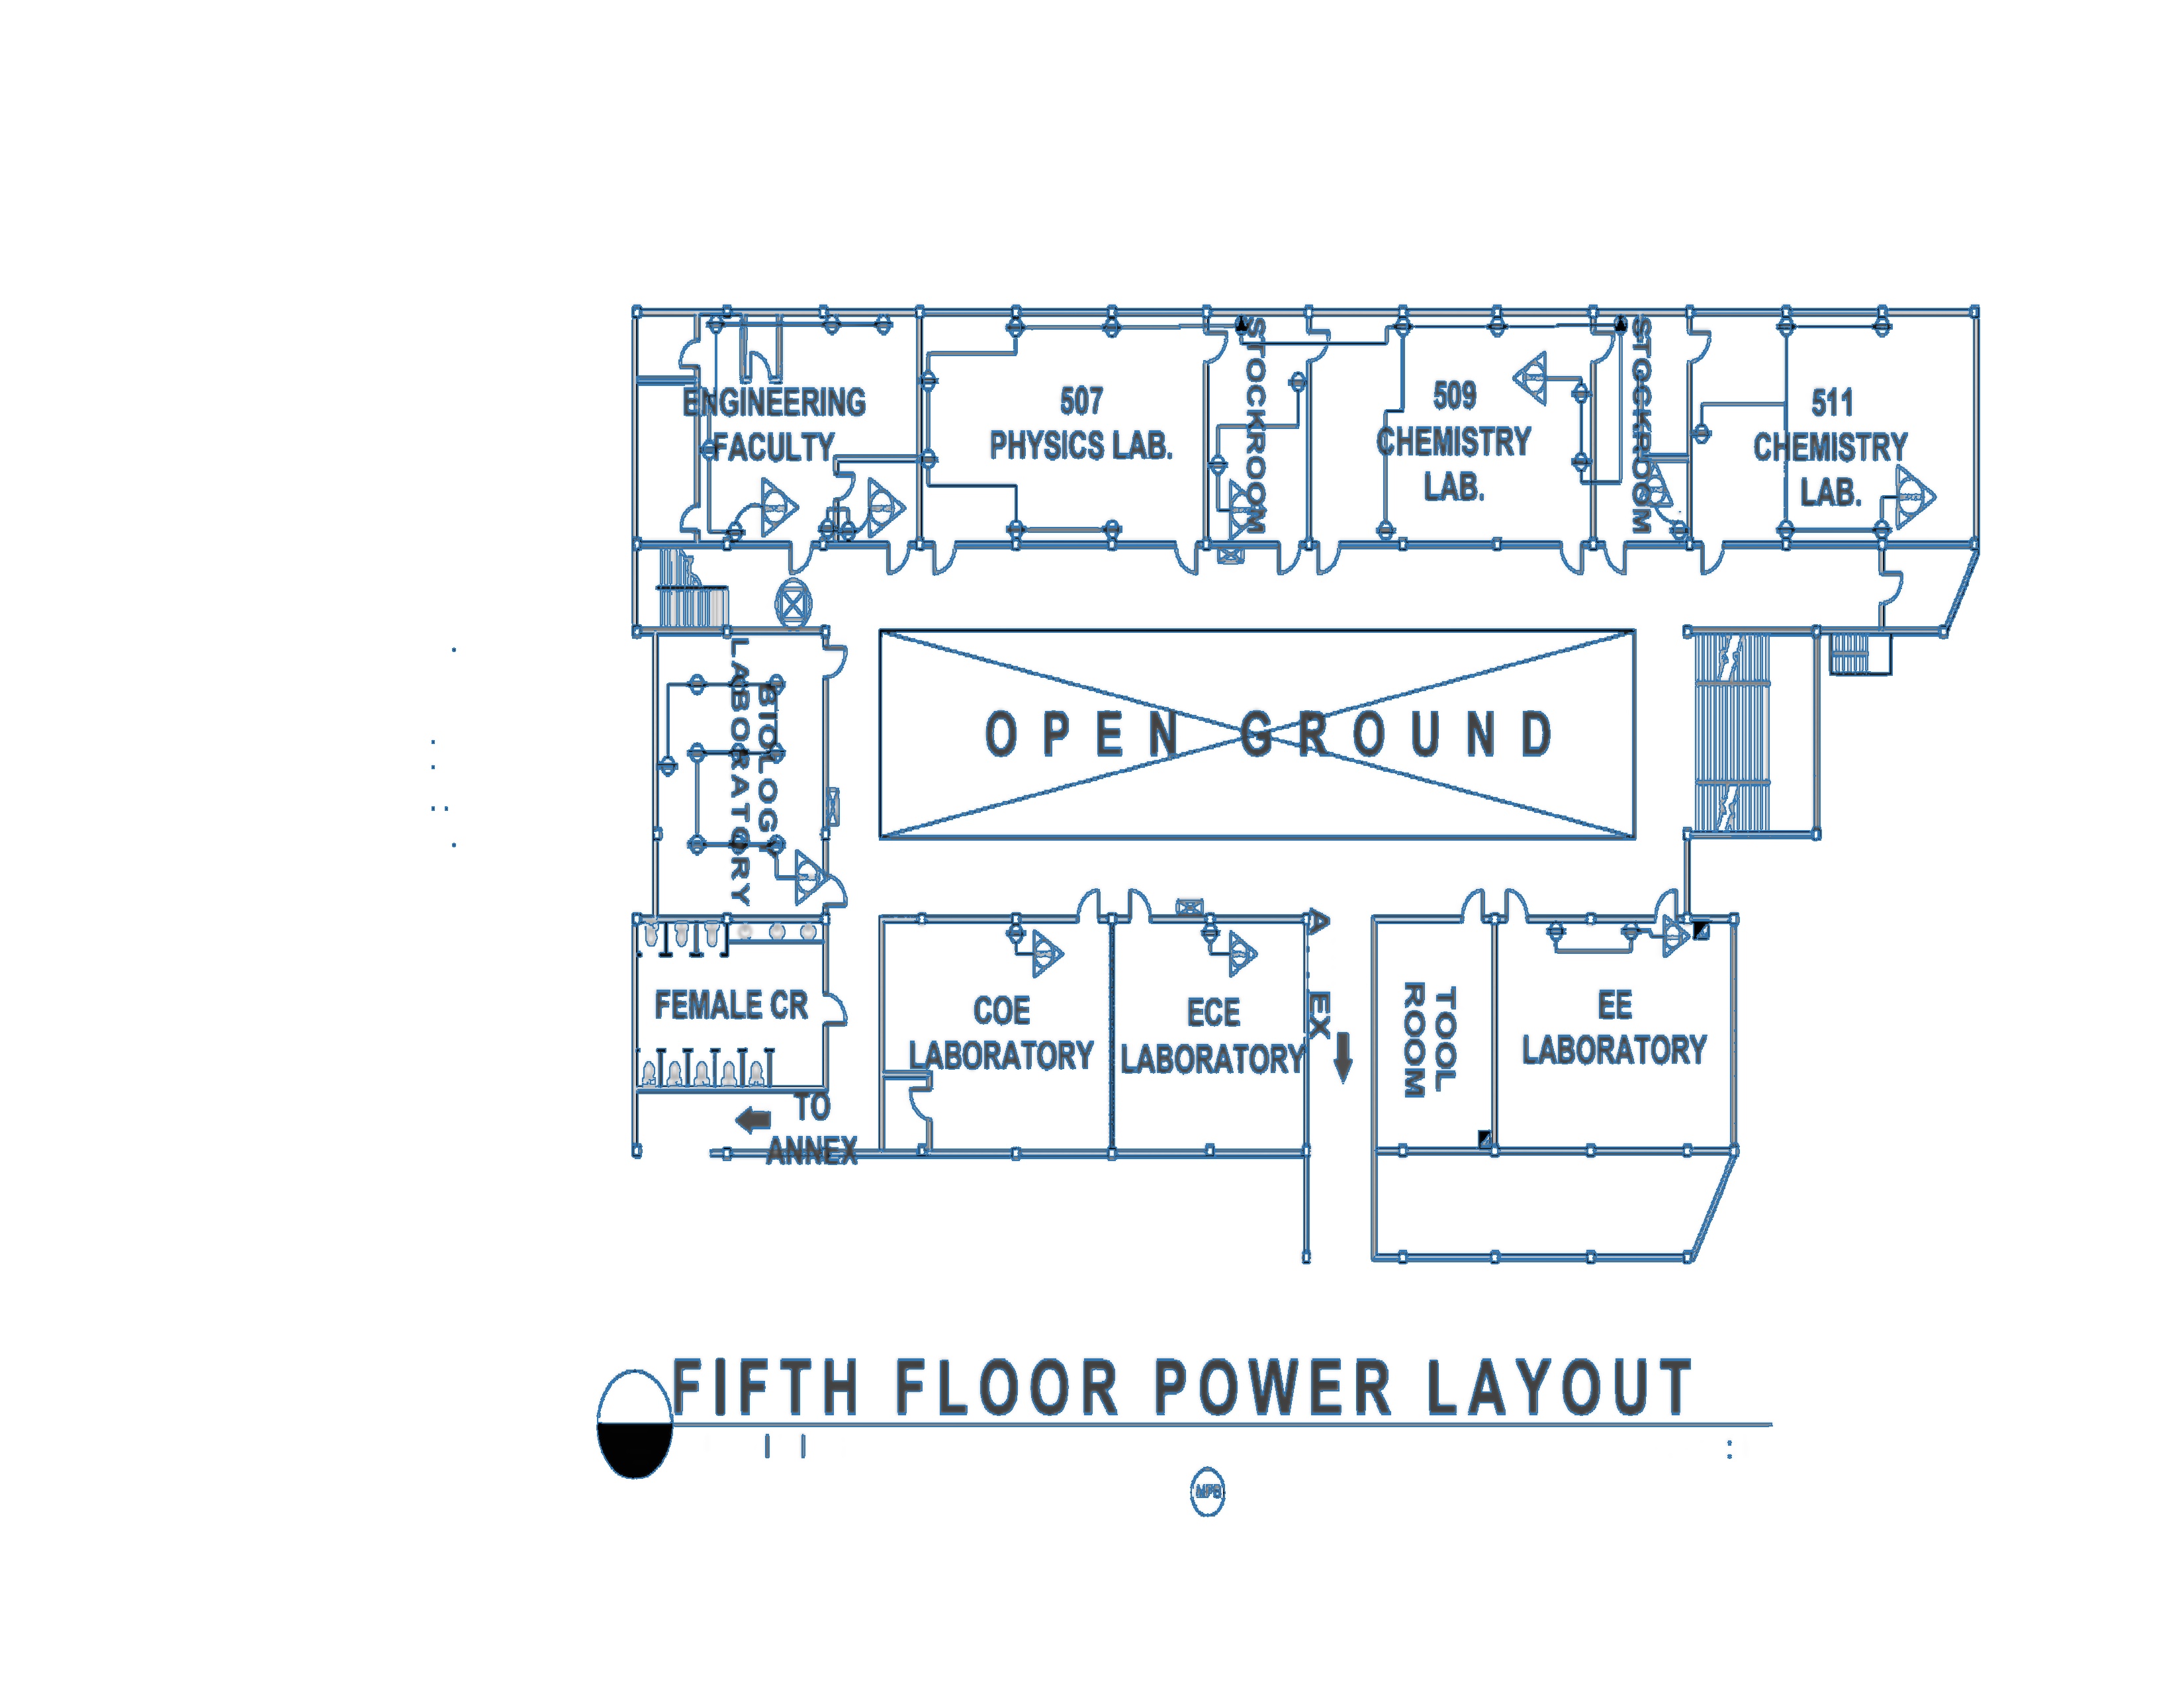 ENGINEERING
FACULTY
507
PHYSICS LAB.
STOCKROOM
509
CHEMISTRY
LAB.
STOCKROOM
511
CHEMISTRY
LAB.
BIOLOGY
LABORATORY
OPEN GROUND
FEMALE CR
TO
ANNEX
COE
LABORATORY
ECE
LABORATORY
A EX
TOOL
ROOM
EE
LABORATORY
FIFTH FLOOR POWER LAYOUT
MPB